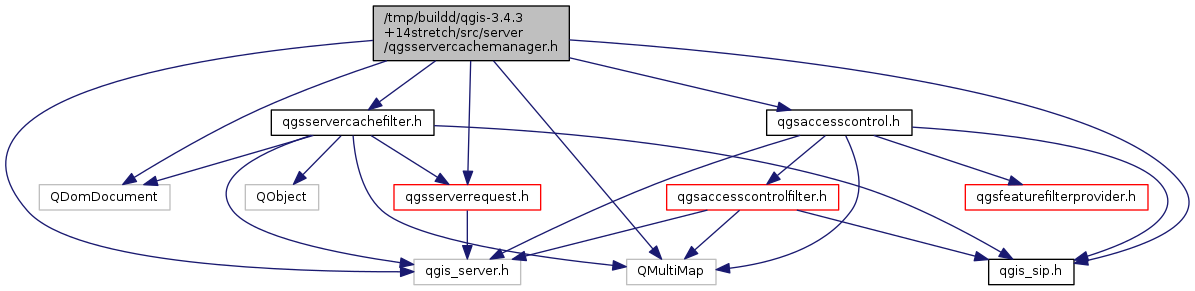 /tmp/buildd/qgis-3.4.3
+14stretch/src/server
/qgsservercachemanager.h
qgsservercachefilter.h
qgsaccesscontrol.h
QDomDocument
QObject
qgsserverrequest.h
qgsaccesscontrolfilter.h
qgsfeaturefilterprovider.h
qgis_server.h
QMultiMap
qgis_sip.h